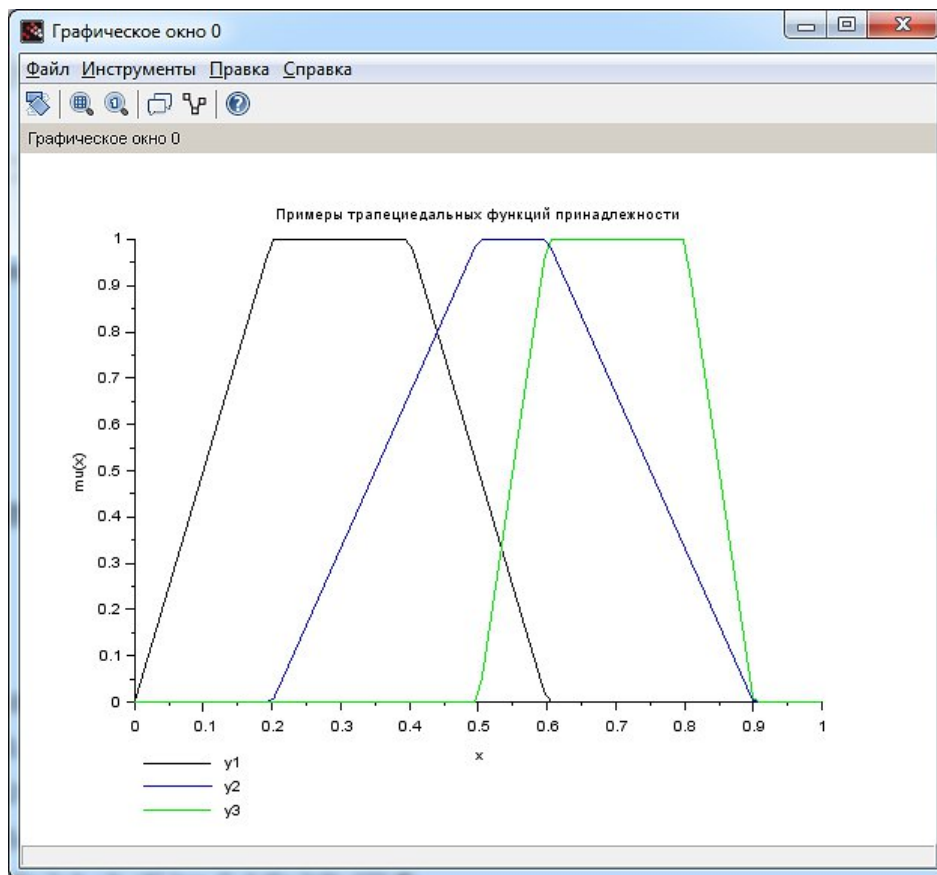 Графическое окно 0
Файл Инструменты Правка Справка
Графическое окно 0
Примеры трапециедальных функций принадлежности
1
0.9
0.8
0.7
0.6
0.5
0.4
0.3
0.2
0.1
0
mu(x)
0 0.1 0.2 0.3 0.4 0.5 0.6 0.7 0.8 0.9 1
x
y1
y2
y3